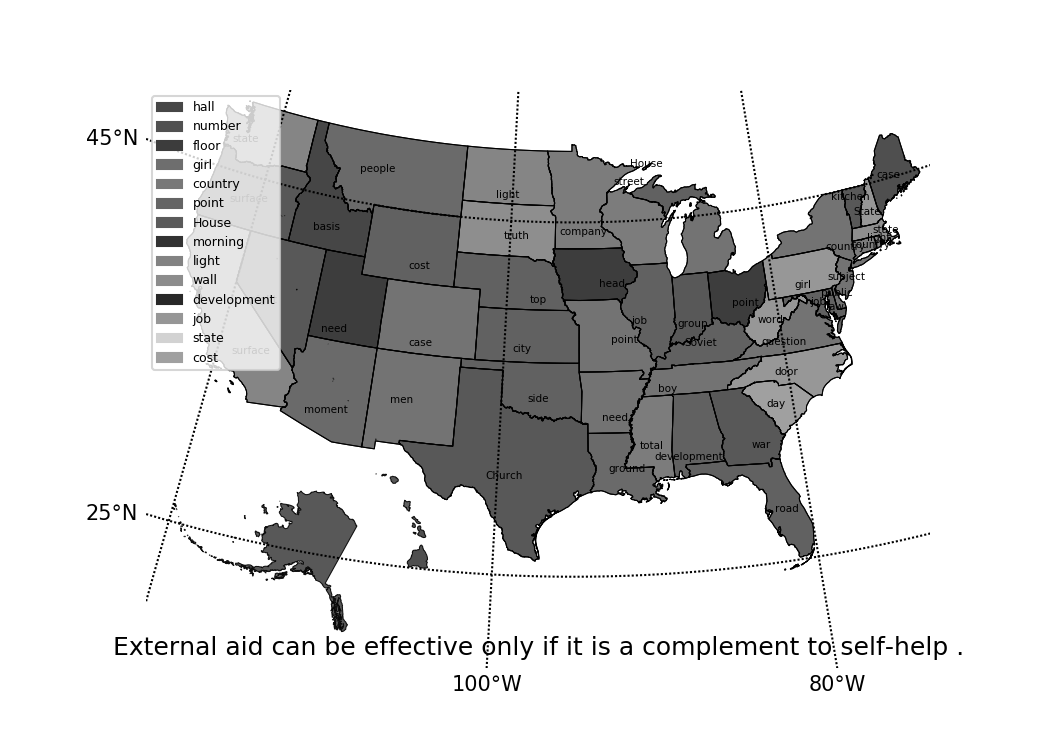 45°N
25°N
100°W
80°W
hall
number
floor
girl
country
point
House
morning
light
wall
development
job
state
cost
state
surface
surface
people
basis
cost
need
case
moment
men
light
truth
top
city
side
Church
House
street
company
head
point
job
group
Soviet
boy
need
total
ground
development
war
road
day
door
question
word
point
girl
subject
public
job
law
country
country
kitchen
State
case
state
External aid can be effective only if it is a complement to self-help .